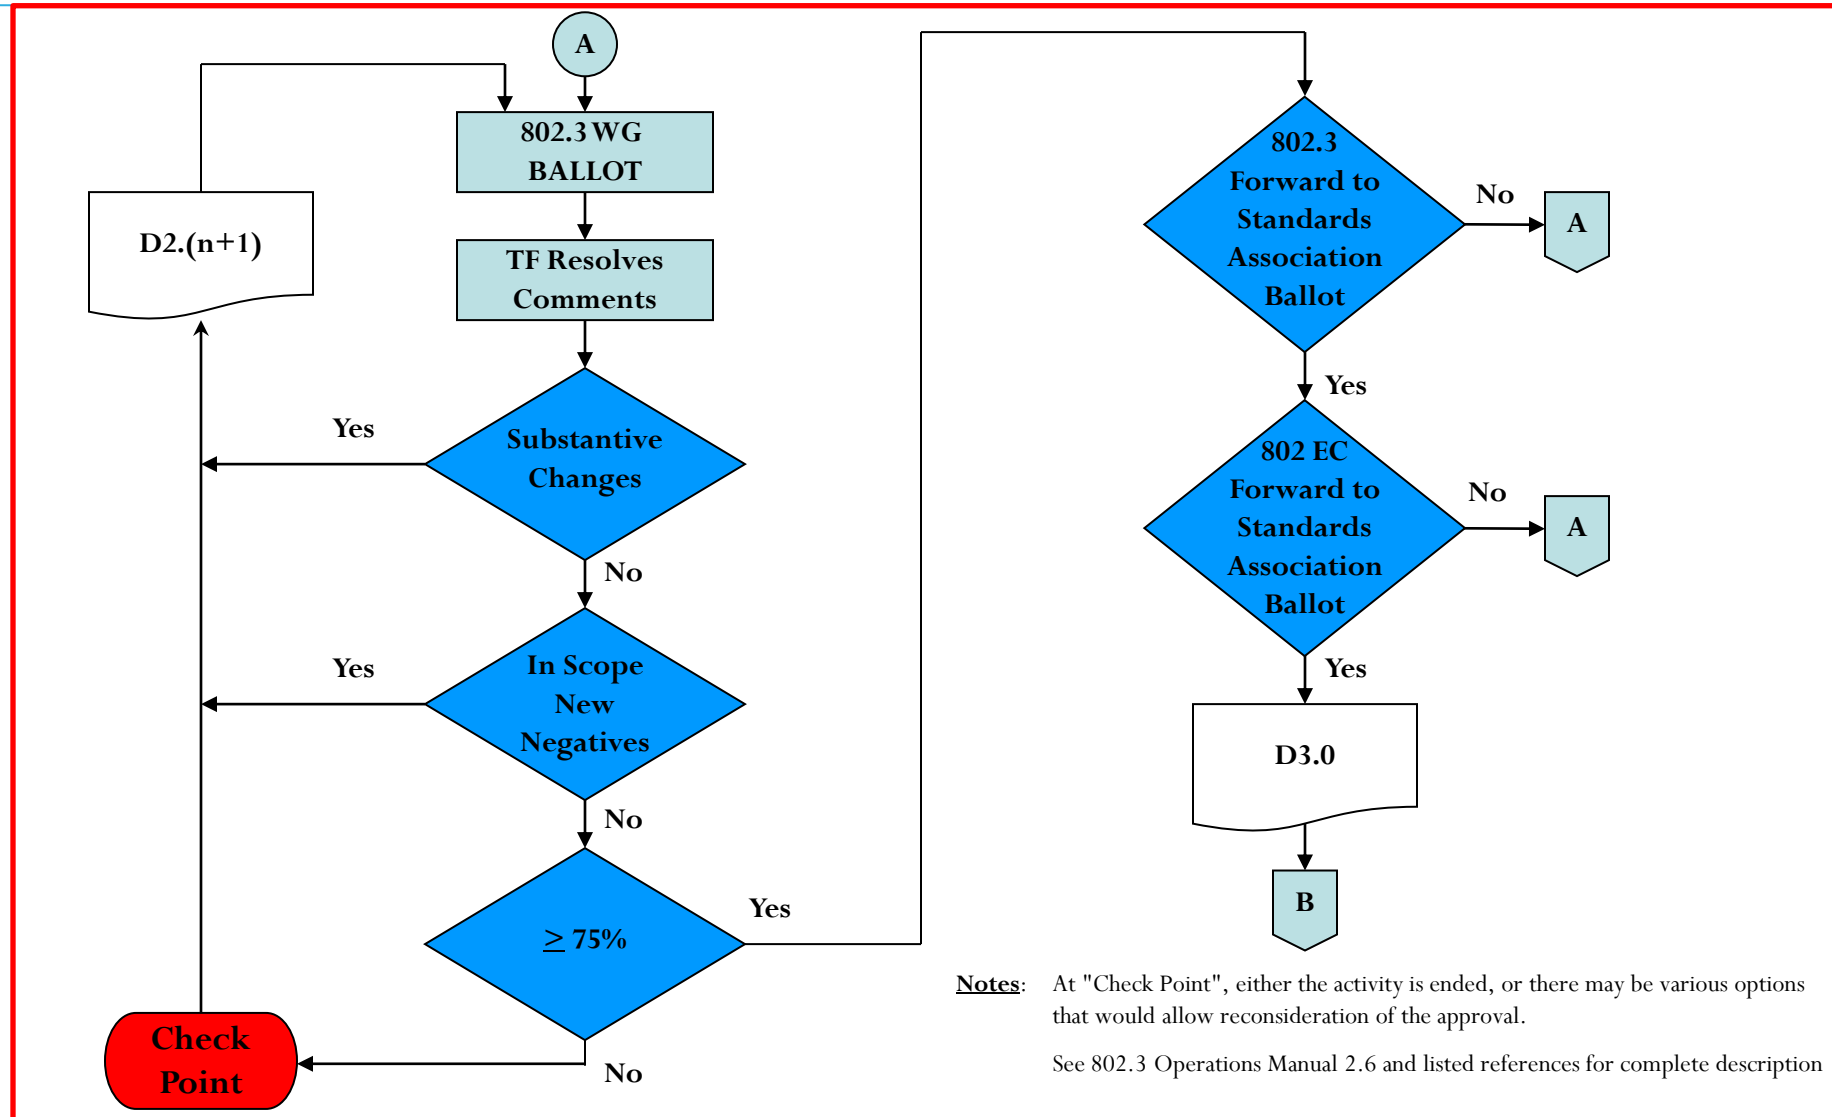 A
802.3 WG
BALLOT
D2.(n+1)
TF Resolves
Comments
Yes
Substantive
Changes
No
Yes
In Scope
New
Negatives
No
≥ 75%
Yes
Check
Point
No
802.3
Forward to
Standards
Association
Ballot
No
A
Yes
802 EC
Forward to
Standards
Association
Ballot
No
A
Yes
D3.0
B
Notes: At "Check Point", either the activity is ended, or there may be various options
that would allow reconsideration of the approval.
See 802.3 Operations Manual 2.6 and listed references for complete description